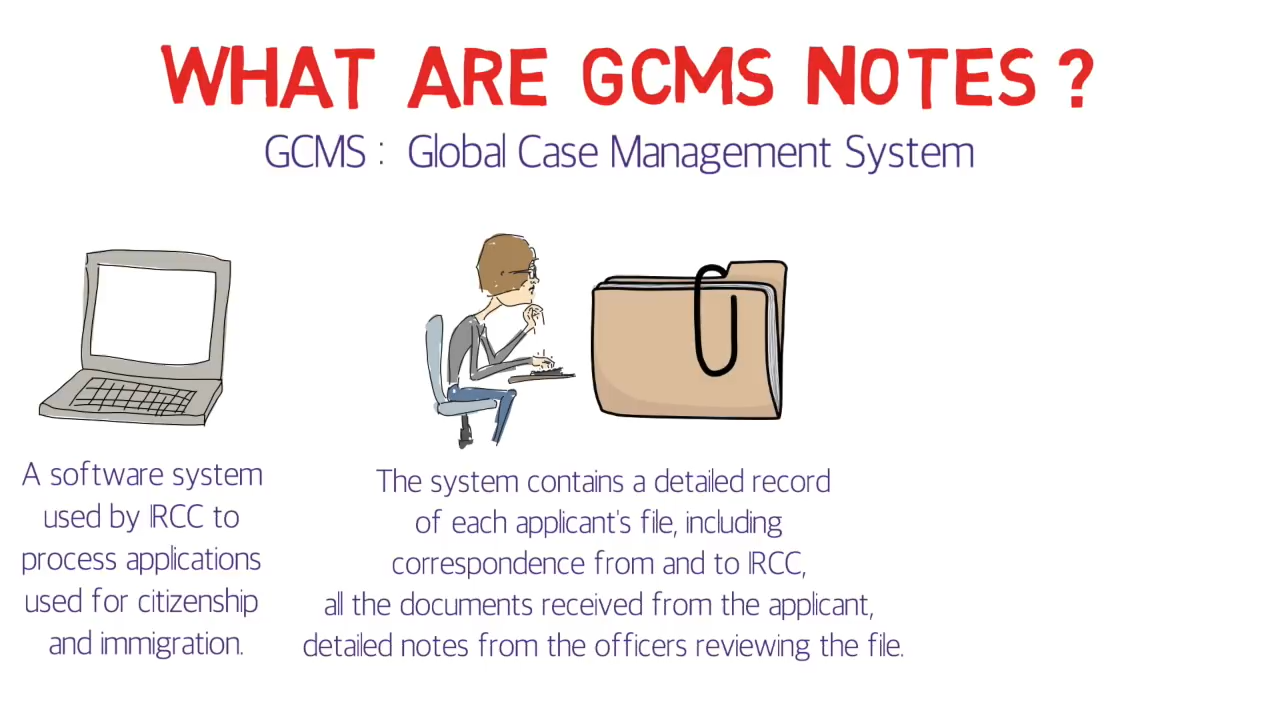 WHAT ARE GCMS NOTES ?
GCMS : Global Case Management System
A software system
used by IRCC to
process applications
used for citizenship
and immigration.
The system contains a detailed record
of each applicant's file, including
correspondence from and to IRCC,
all the documents received from the applicant,
detailed notes from the officers reviewing the file.